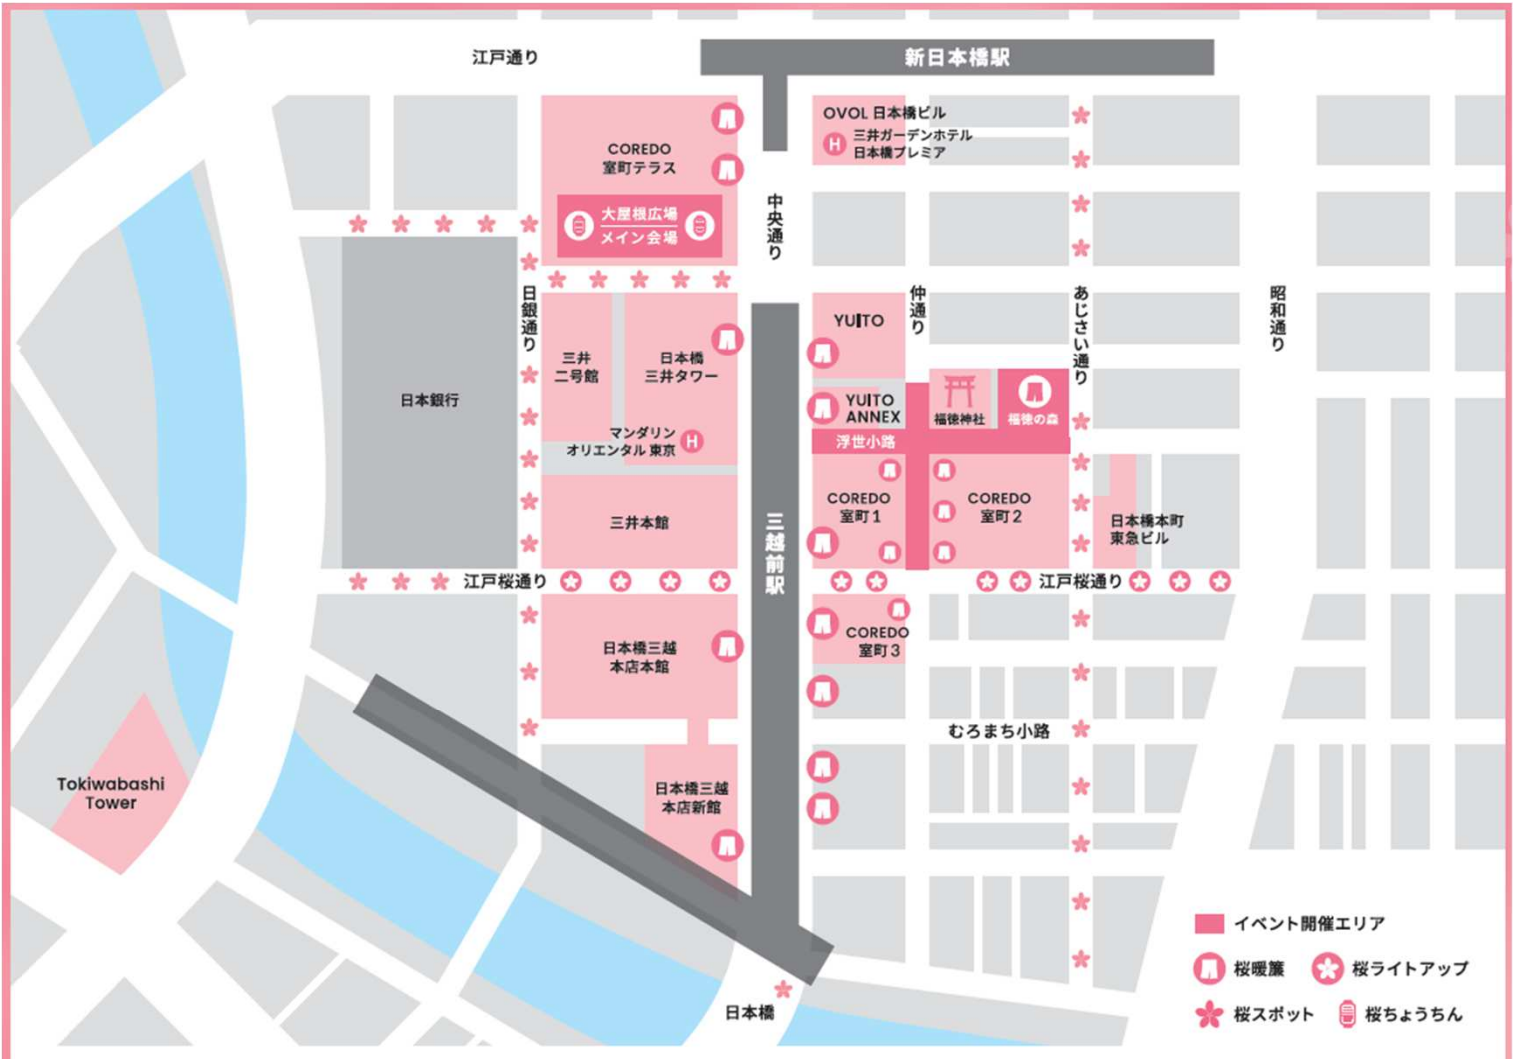 江戸通り
新日本橋駅
COREDO
室町テラス
大屋根広場
メイン会場
中央通り
OVOL 日本橋ビル
H
三井ガーデンホテル
日本橋プレミア
日銀通り
日本銀行
三井
二号館
日本橋
三井タワー
マンダリン
オリエンタル 東京
H
三井本館
YUITO
YUITO
ANNEX
仲通り
あじさい通り
昭和通り
福徳神社
福徳の森
浮世小路
COREDO
室町1
COREDO
室町2
日本橋本町
東急ビル
三越前駅
江戸桜通り
江戸桜通り
日本橋三越
本店本館
COREDO
室町3
むろまち小路
日本橋三越
本店新館
Tokiwabashi
Tower
日本橋
イベント開催エリア
桜暖簾
桜ライトアップ
桜スポット
桜ちょうちん